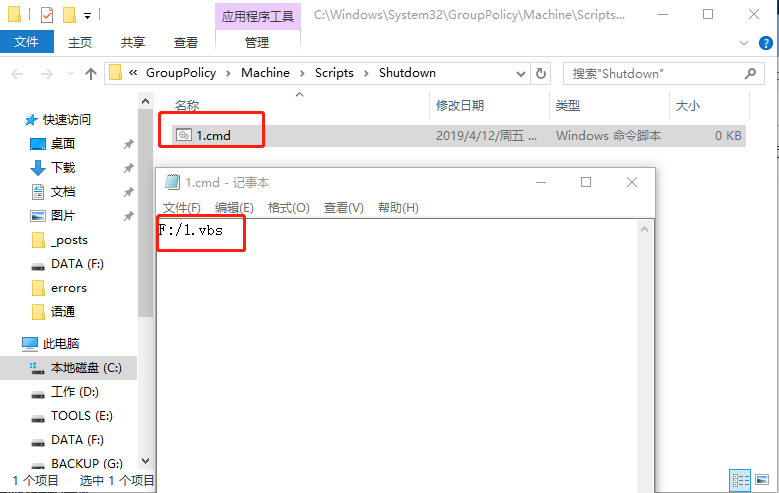 应用程序工具
C:\Windows\System32\GroupPolicy\Machine\Scripts...
文件 主页 共享 查看 管理
« GroupPolicy › Machine › Scripts › Shutdown
搜索"Shutdown"
名称 修改日期 类型 大小
1.cmd 2019/4/12/周五 ... Windows 命令脚本 0 KB
快速访问
桌面
下载
文档
图片
_posts
DATA (F:)
errors
语通
此电脑
本地磁盘 (C:)
工作 (D:)
TOOLS (E:)
DATA (F:)
BACKUP (G:)
1 个项目 选中 1 个项目
1.cmd - 记事本
文件(F) 编辑(E) 格式(O) 查看(V) 帮助(H)
F:/1.vbs